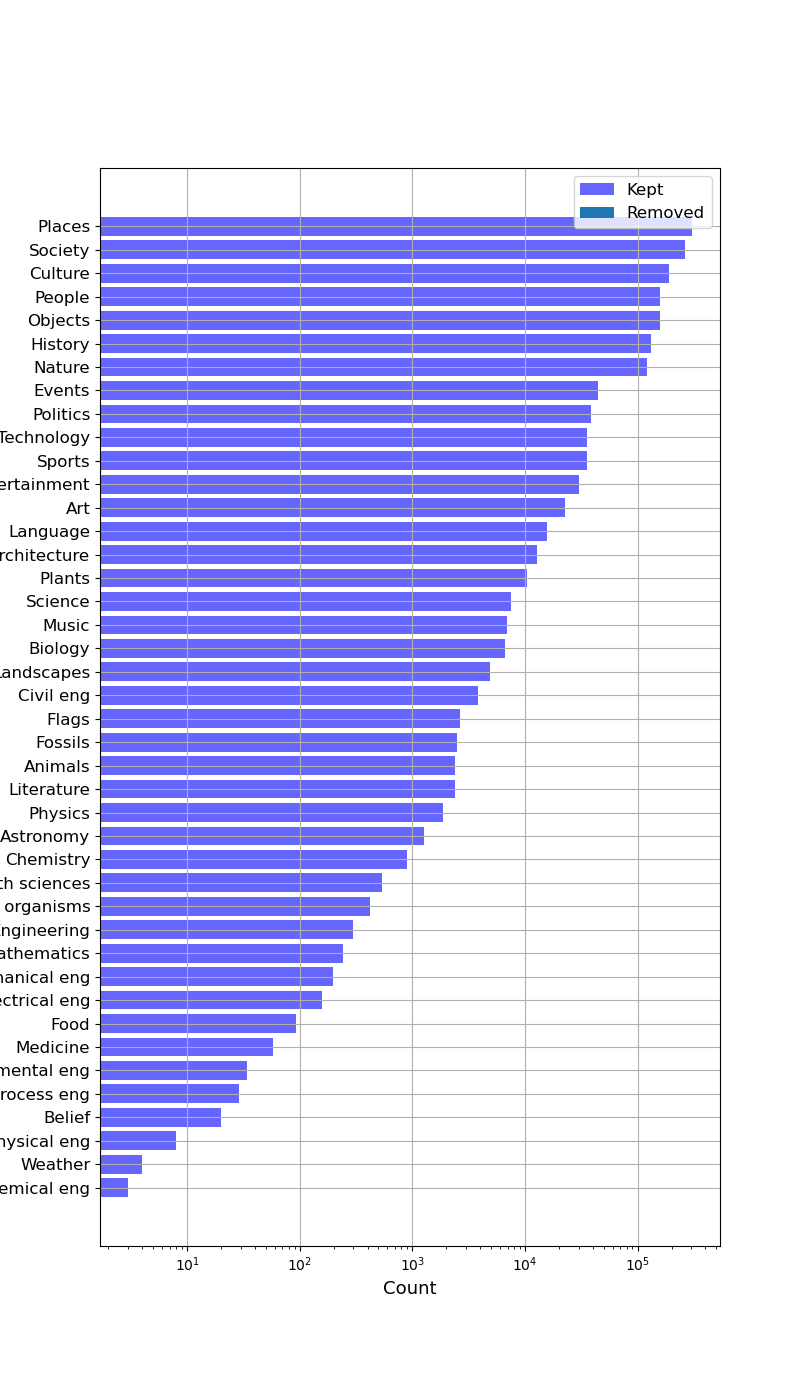 Kept
Removed
Places
Society
Culture
People
Objects
History
Nature
Events
Politics
Technology
Sports
ertainment
Art
Language
rchitecture
Plants
Science
Music
Biology
Landscapes
Civil eng
Flags
Fossils
Animals
Literature
Physics
Astronomy
Chemistry
th sciences
organisms
Engineering
athematics
hanical eng
ectrical eng
Food
Medicine
mental eng
rocess eng
Belief
hysical eng
Weather
emical eng
10¹ 10² 10³ 10⁴ 10⁵
Count